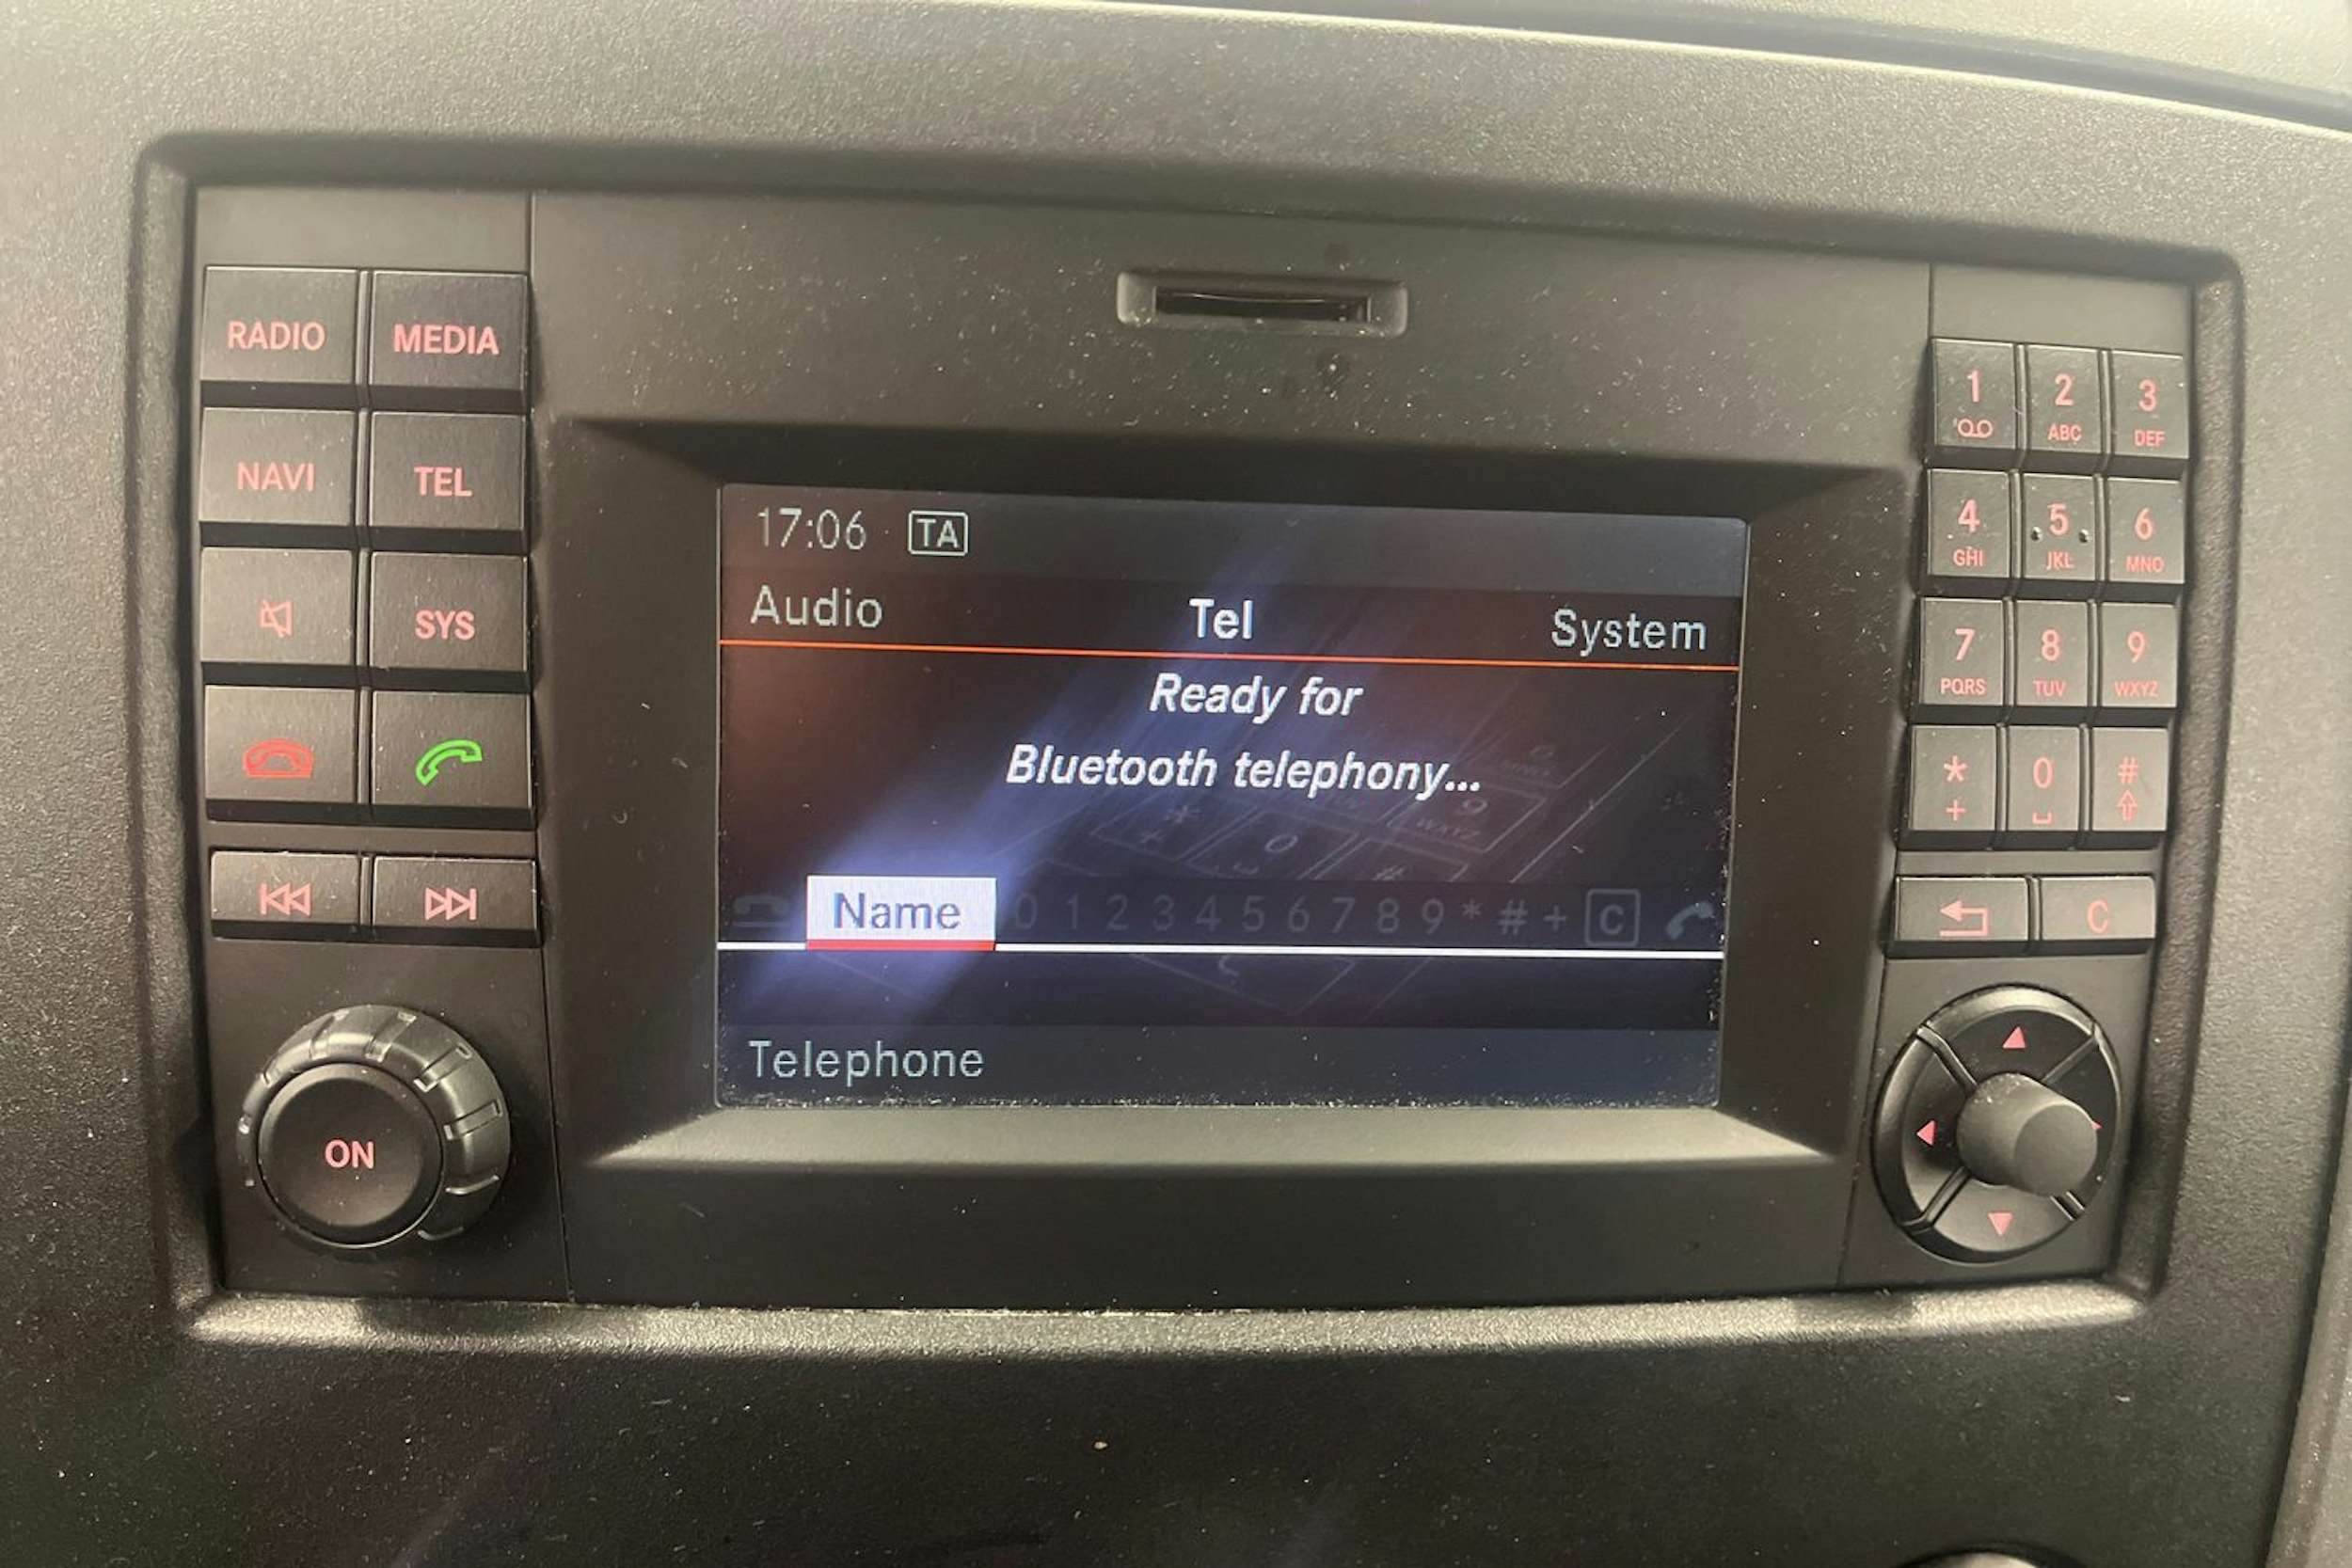 RADIO MEDIA
NAVI TEL
SYS
ON
17:06 TA
Audio Tel System
Ready for
Bluetooth telephony...
Name 0 1 2 3 4 5 6 7 8 9 * # + C
Telephone
1 2 3
ABC DEF
4 5 6
GHI JKL MNO
7 8 9
PQRS TUV WXYZ
* 0 #
+
C